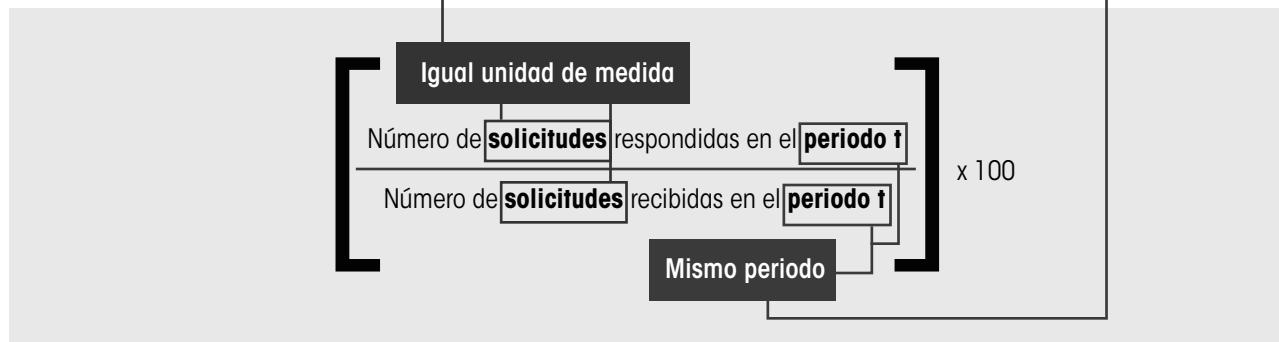 Igual unidad de medida
Número de solicitudes respondidas en el periodo t
x 100
Número de solicitudes recibidas en el periodo t
Mismo periodo